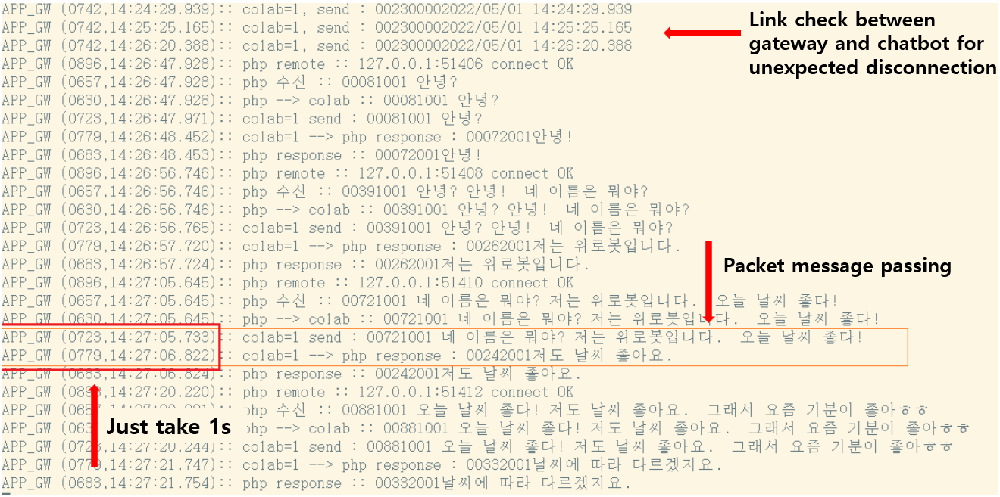 APP_GW (0742,14:24:29.939):: colab=1, send : 002300002022/05/01 14:24:29.939
APP_GW (0742,14:25:25.165):: colab=1, send : 002300002022/05/01 14:25:25.165
APP_GW (0742,14:26:20.388):: colab=1, send : 002300002022/05/01 14:26:20.388
Link check between
gateway and chatbot for
unexpected disconnection
APP_GW (0896,14:26:47.928):: php remote :: 127.0.0.1:51406 connect OK
APP_GW (0657,14:26:47.928):: php 수신 :: 00081001 안녕?
APP_GW (0630,14:26:47.928):: php --> colab :: 00081001 안녕?
APP_GW (0723,14:26:47.971):: colab=1 send : 00081001 안녕?
APP_GW (0779,14:26:48.452):: colab=1 --> php response : 00072001안녕!
APP_GW (0683,14:26:48.453):: php response :: 00072001안녕!
APP_GW (0896,14:26:56.746):: php remote :: 127.0.0.1:51408 connect OK
APP_GW (0657,14:26:56.746):: php 수신 :: 00391001 안녕? 안녕! 네 이름은 뭐야?
APP_GW (0630,14:26:56.746):: php --> colab :: 00391001 안녕? 안녕! 네 이름은 뭐야?
APP_GW (0723,14:26:56.765):: colab=1 send : 00391001 안녕? 안녕! 네 이름은 뭐야?
APP_GW (0779,14:26:57.720):: colab=1 --> php response : 00262001저는 위로봇입니다.
APP_GW (0683,14:26:57.724):: php response :: 00262001저는 위로봇입니다.
Packet message passing
APP_GW (0896,14:27:05.645):: php remote :: 127.0.0.1:51410 connect OK
APP_GW (0657,14:27:05.645):: php 수신 :: 00721001 네 이름은 뭐야? 저는 위로봇입니다. 오늘 날씨 좋다!
APP_GW (0630,14:27:05.645):: php --> colab :: 00721001 네 이름은 뭐야? 저는 위로봇입니다. 오늘 날씨 좋다!
APP_GW (0723,14:27:05.733):: colab=1 send : 00721001 네 이름은 뭐야? 저는 위로봇입니다. 오늘 날씨 좋다!
APP_GW (0779,14:27:06.822):: colab=1 --> php response : 00242001저도 날씨 좋아요.
APP_GW (0683,14:27:06.824):: php response :: 00242001저도 날씨 좋아요.
APP_GW (0896,14:27:20.220):: php remote :: 127.0.0.1:51412 connect OK
APP_GW php 수신 :: 00881001 오늘 날씨 좋다! 저도 날씨 좋아요. 그래서 요즘 기분이 좋아ㅎㅎ
Just take 1s
APP_GW php --> colab :: 00881001 오늘 날씨 좋다! 저도 날씨 좋아요. 그래서 요즘 기분이 좋아ㅎㅎ
APP_GW (0723,14:27:20.244):: colab=1 send : 00881001 오늘 날씨 좋다! 저도 날씨 좋아요. 그래서 요즘 기분이 좋아ㅎㅎ
APP_GW (0779,14:27:21.747):: colab=1 --> php response : 00332001날씨에 따라 다르겠지요.
APP_GW (0683,14:27:21.754):: php response :: 00332001날씨에 따라 다르겠지요.